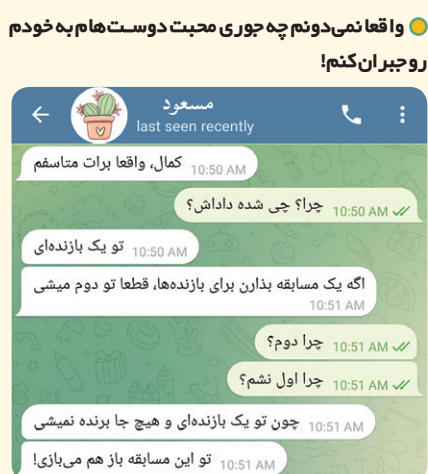 واقعا نمی‌دونم چه جوری محبت دوست‌هام به خودم
رو جبران کنم!
مسعود
last seen recently
کمال، واقعا برات متاسفم 10:50 AM
چرا؟ چی شده داداش؟ 10:50 AM
تو یک بازنده‌ای 10:50 AM
اگه یک مسابقه بذارن برای بازنده‌ها، قطعا تو دوم میشی
10:51 AM
چرا دوم؟ 10:51 AM
چرا اول نشم؟ 10:51 AM
چون تو یک بازنده‌ای و هیچ جا برنده نمیشی 10:51 AM
تو این مسابقه باز هم می‌بازی! 10:51 AM